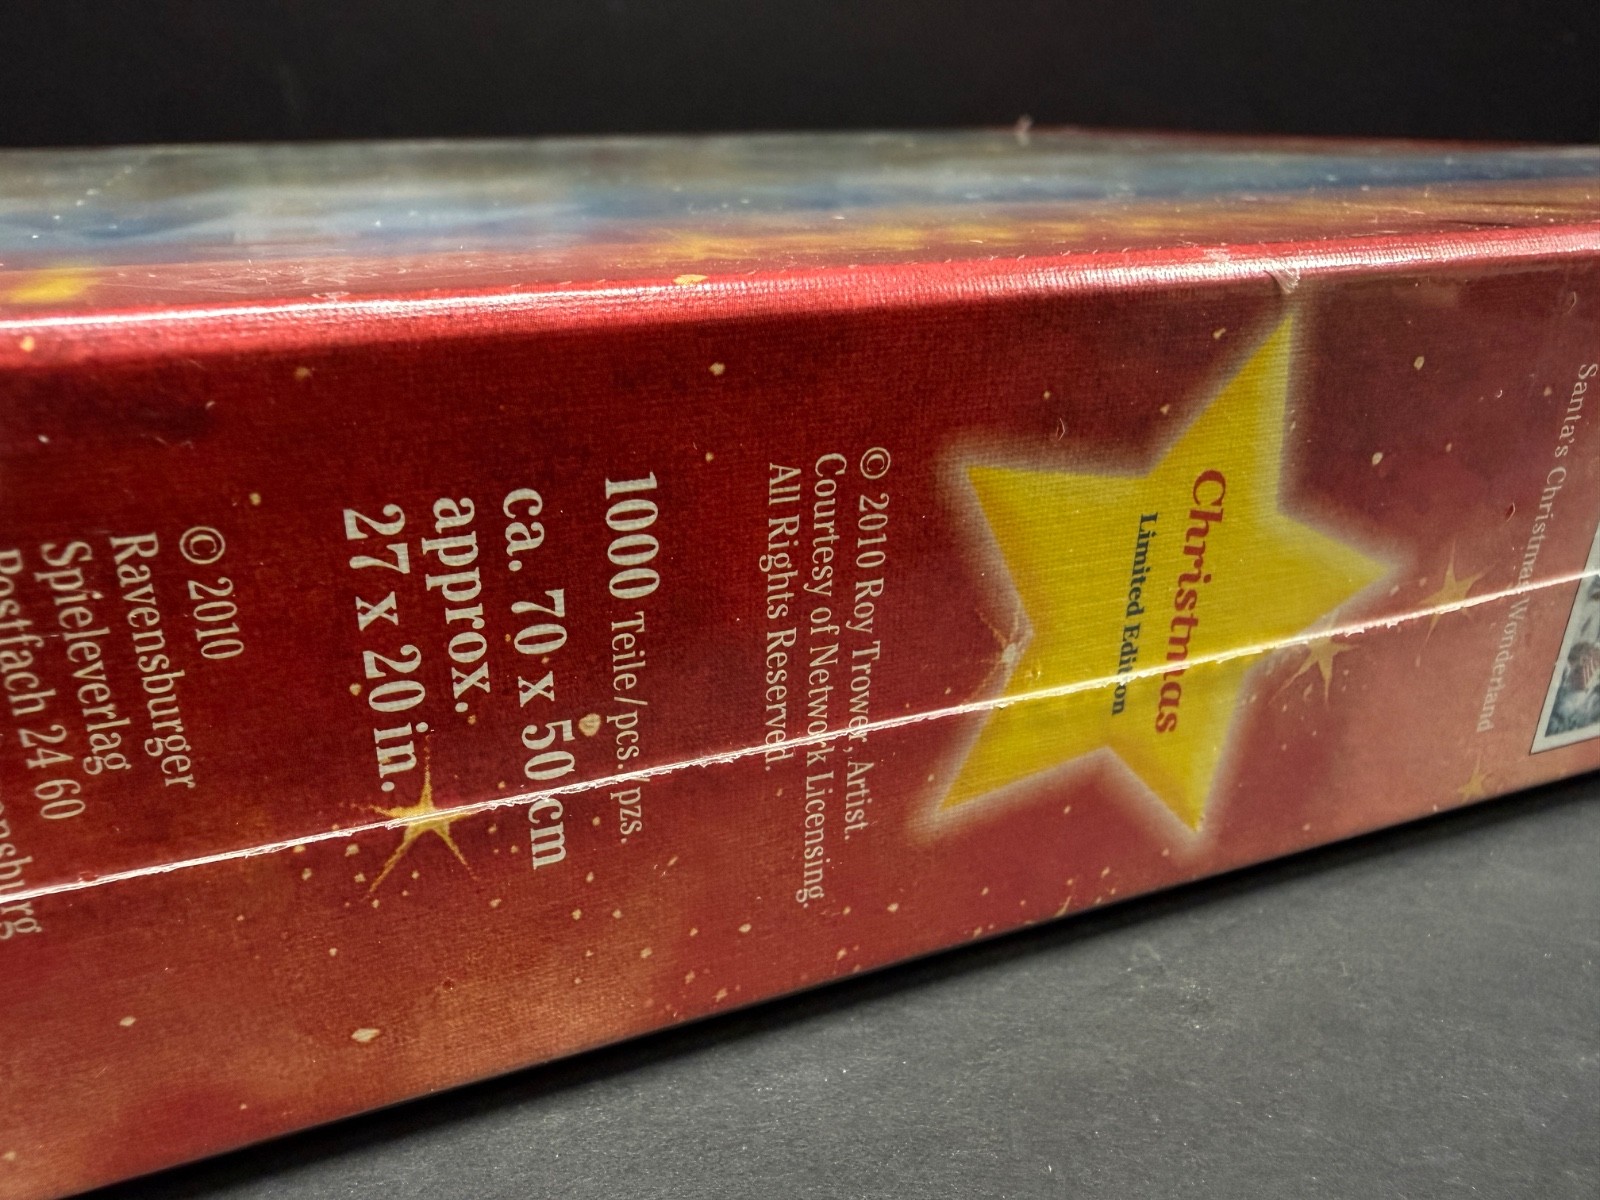 Santa's Christmas Wonderland
Christmas
Limited Edition
© 2010 Roy Trower, Artist.
Courtesy of Network Licensing.
All Rights Reserved.
1000 Teile/pcs./pzs.
ca. 70 x 50 cm
approx.
27 x 20 in.
© 2010
Ravensburger
Spieleverlag
Postfach 24 60